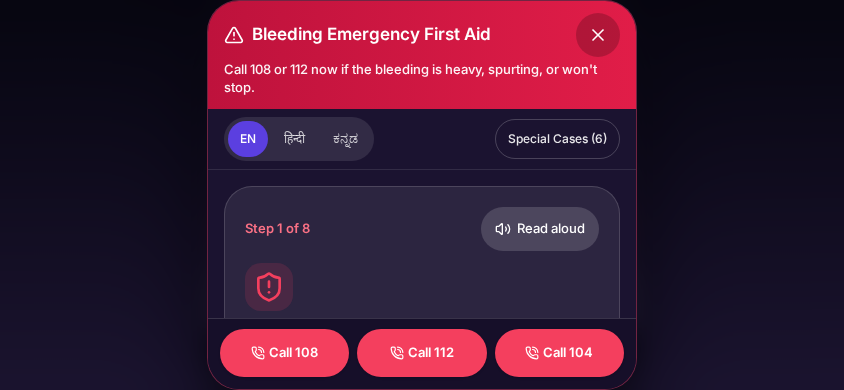 Bleeding Emergency First Aid
Call 108 or 112 now if the bleeding is heavy, spurting, or won't
stop.
EN हिन्दी ಕನ್ನಡ Special Cases (6)
Step 1 of 8 Read aloud
Call 108 Call 112 Call 104